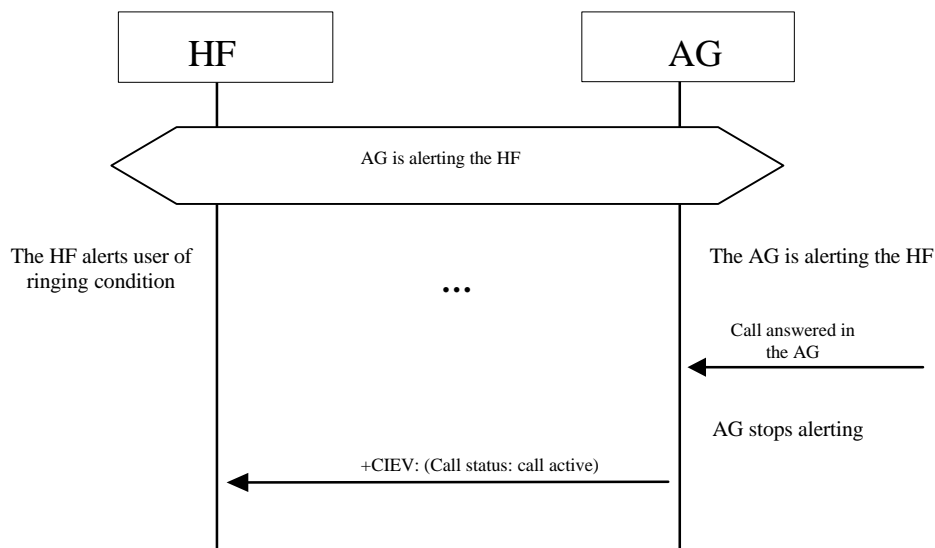 HF
AG
AG is alerting the HF
The HF alerts user of
ringing condition
The AG is alerting the HF
...
Call answered in
the AG
AG stops alerting
+CIEV: (Call status: call active)